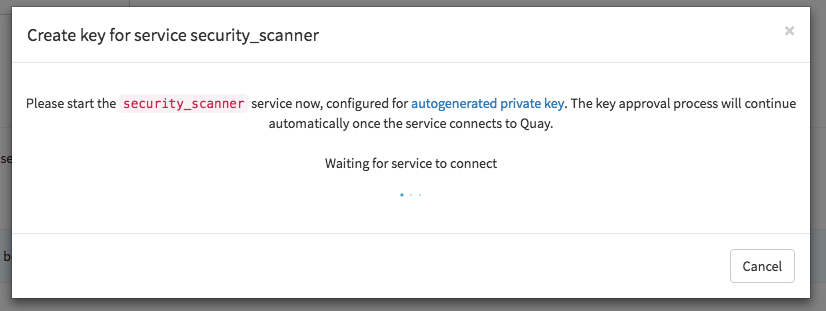 Create key for service security_scanner
×
Please start the security_scanner service now, configured for autogenerated private key. The key approval process will continue
automatically once the service connects to Quay.
se
Waiting for service to connect
b
Cancel